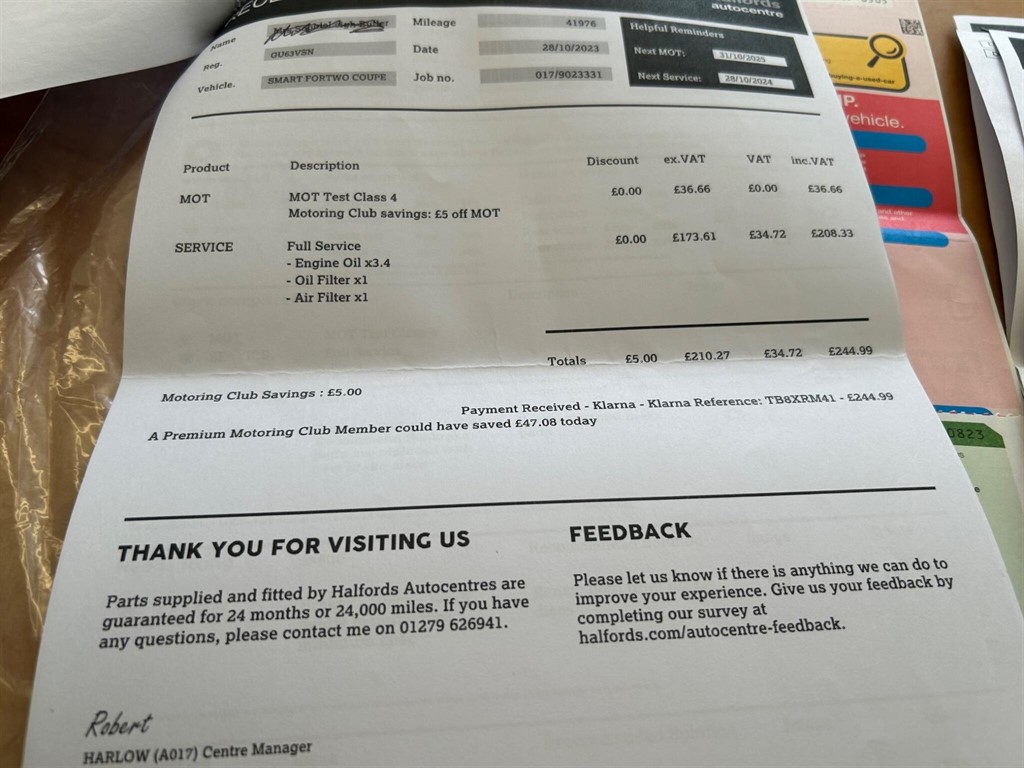 autocentre
Name
Mileage 41976
Helpful Reminders
Reg. GU63VSN
Date 28/10/2023
Next MOT: 31/10/2025
Vehicle. SMART FORTWO COUPE
Job no. 017/9023331
Next Service: 28/10/2024
Product Description Discount ex.VAT VAT inc.VAT
MOT MOT Test Class 4 £0.00 £36.66 £0.00 £36.66
Motoring Club savings: £5 off MOT
SERVICE Full Service £0.00 £173.61 £34.72 £208.33
- Engine Oil x3.4
- Oil Filter x1
- Air Filter x1
Totals £5.00 £210.27 £34.72 £244.99
Motoring Club Savings : £5.00
Payment Received - Klarna - Klarna Reference: TB8XRM41 - £244.99
A Premium Motoring Club Member could have saved £47.08 today
THANK YOU FOR VISITING US
Parts supplied and fitted by Halfords Autocentres are
guaranteed for 24 months or 24,000 miles. If you have
any questions, please contact me on 01279 626941.
FEEDBACK
Please let us know if there is anything we can do to
improve your experience. Give us your feedback by
completing our survey at
halfords.com/autocentre-feedback.
Robert
HARLOW (A017) Centre Manager
buying-a-used-car
P.
vehicle.
0823